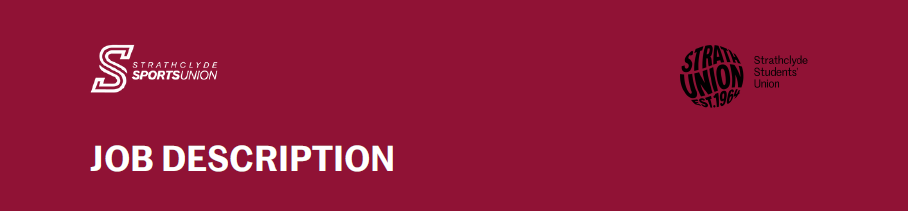 STRATHCLYDE
SPORTSUNION
STRATH
UNION
EST.1964
Strathclyde
Students'
Union
JOB DESCRIPTION